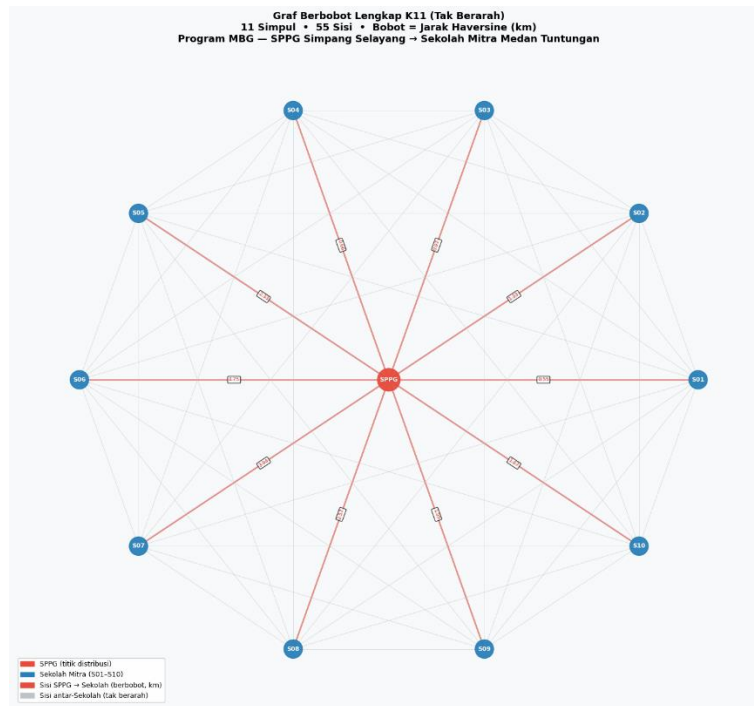 Graf Berbobot Lengkap K11 (Tak Berarah)
11 Simpul • 55 Sisi • Bobot = Jarak Haversine (km)
Program MBG — SPPG Simpang Selayang → Sekolah Mitra Medan Tuntungan
S04
S03
S05
S02
S06
SPPG
S01
S07
S10
S08
S09
SPPG (titik distribusi)
Sekolah Mitra (S01–S10)
Sisi SPPG → Sekolah (berbobot, km)
Sisi antar-Sekolah (tak berarah)